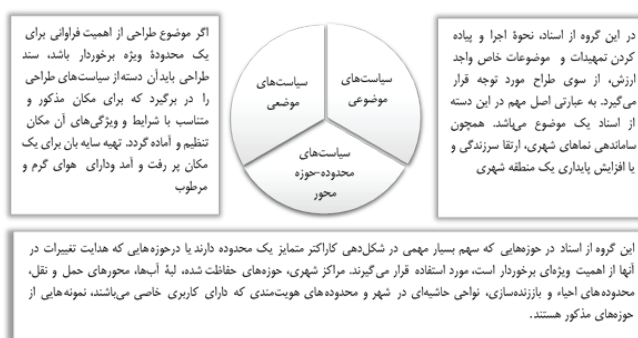 در این گروه از اسناد، نحوۀ اجرا و پیاده
کردن تمهیدات و موضوعات خاص واجد
ارزش، از سوی طراح مورد توجه قرار
می‌گیرد. به عبارتی اصل مهم در این دسته
از اسناد یک موضوع می‌باشد. همچون
ساماندهی نماهای شهری، ارتقا سرزندگی و
یا افزایش پایداری یک منطقه شهری
سیاست‌های
موضوعی
سیاست‌های
موضعی
سیاست‌های
محدوده-حوزه
محور
اگر موضوع طراحی از اهمیت فراوانی برای
یک محدودۀ ویژه برخوردار باشد، سند
طراحی باید آن دسته از سیاست‌های طراحی
را در برگیرد که برای مکان مذکور و
متناسب با شرایط و ویژگی‌های آن مکان
تنظیم و آماده گردد. تهیه سایه بان برای یک
مکان پر رفت و آمد ودارای هوای گرم و
مرطوب
این گروه از اسناد در حوزه‌هایی که سهم بسیار مهمی در شکل‌دهی کاراکتر متمایز یک محدوده دارند یا درحوزه‌هایی که هدایت تغییرات در
آنها از اهمیت ویژه‌ای برخوردار است، مورد استفاده قرار می‌گیرند. مراکز شهری، حوزه‌های حفاظت شده، لبۀ آب‌ها، محورهای حمل و نقل،
محدوده‌های احیاء و باززنده‌سازی، نواحی حاشیه‌ای در شهر و محدوده‌های هویت‌مندی که دارای کاربری خاصی می‌باشند، نمونه‌هایی از
حوزه‌های مذکور هستند.